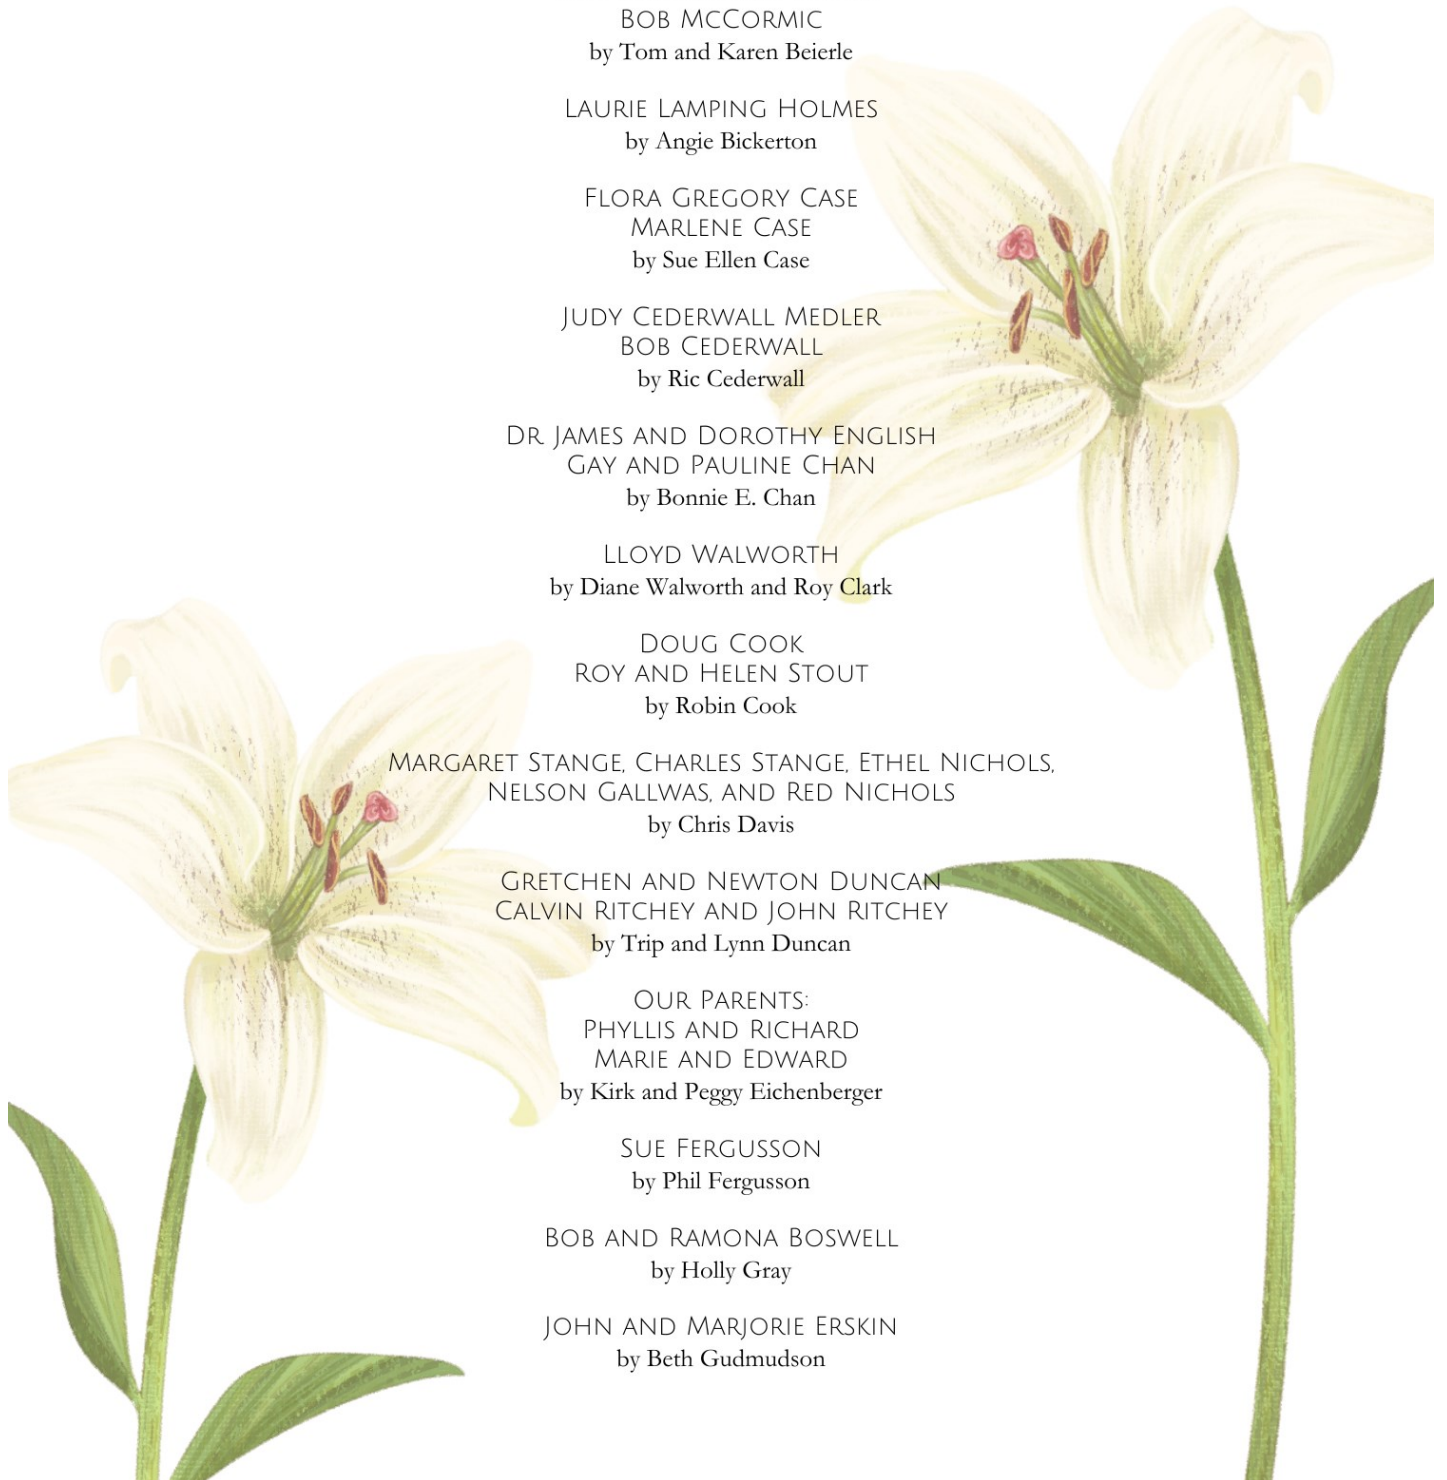 Bob McCormic
by Tom and Karen Beierle
Laurie Lamping Holmes
by Angie Bickerton
Flora Gregory Case
Marlene Case
by Sue Ellen Case
Judy Cederwall Medler
Bob Cederwall
by Ric Cederwall
Dr. James and Dorothy English
Gay and Pauline Chan
by Bonnie E. Chan
Lloyd Walworth
by Diane Walworth and Roy Clark
Doug Cook
Roy and Helen Stout
by Robin Cook
Margaret Stange, Charles Stange, Ethel Nichols,
Nelson Gallwas, and Red Nichols
by Chris Davis
Gretchen and Newton Duncan
Calvin Ritchey and John Ritchey
by Trip and Lynn Duncan
Our Parents:
Phyllis and Richard
Marie and Edward
by Kirk and Peggy Eichenberger
Sue Fergusson
by Phil Fergusson
Bob and Ramona Boswell
by Holly Gray
John and Marjorie Erskin
by Beth Gudmudson